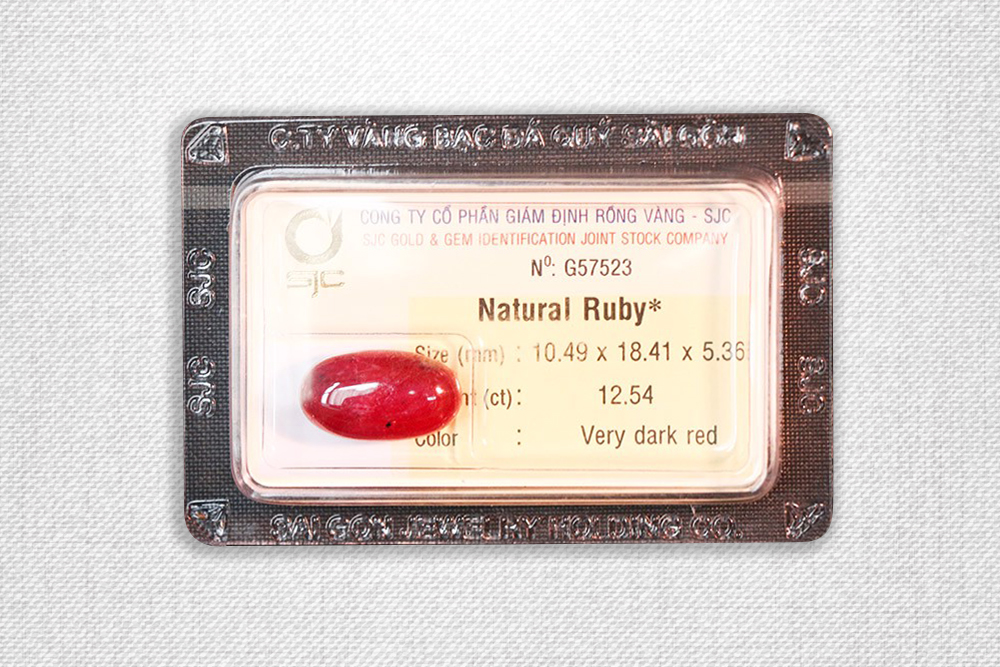 C.TY VÀNG BẠC ĐÁ QUÝ SÀI GÒN
SJC
CÔNG TY CỔ PHẦN GIÁM ĐỊNH RỒNG VÀNG - SJC
SJC GOLD & GEM IDENTIFICATION JOINT STOCK COMPANY
Nº: G57523
Natural Ruby*
Size (mm) : 10.49 x 18.41 x 5.36
(ct) : 12.54
Color : Very dark red
SJC
SJC
SJC
SJC
SAI GON JEWELRY HOLDING CO.